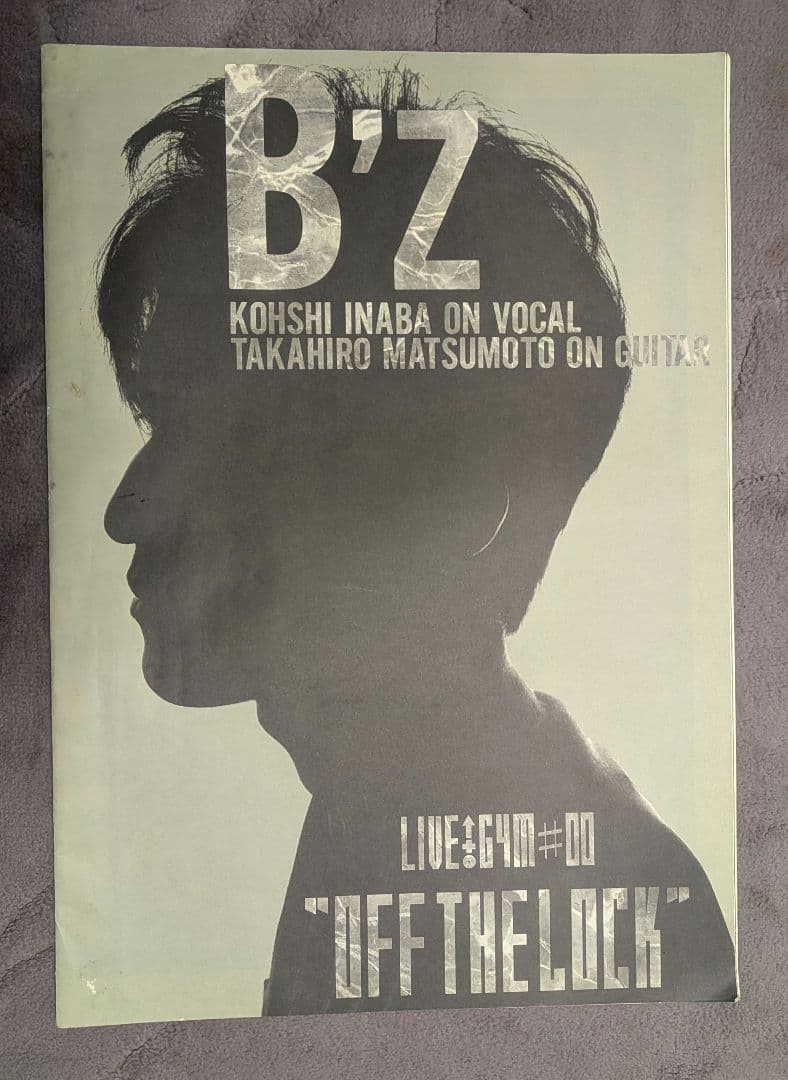 B'Z
KOHSHI INABA ON VOCAL
TAKAHIRO MATSUMOTO ON GUITAR
LIVE GYM#00
"OFF THE LOCK"